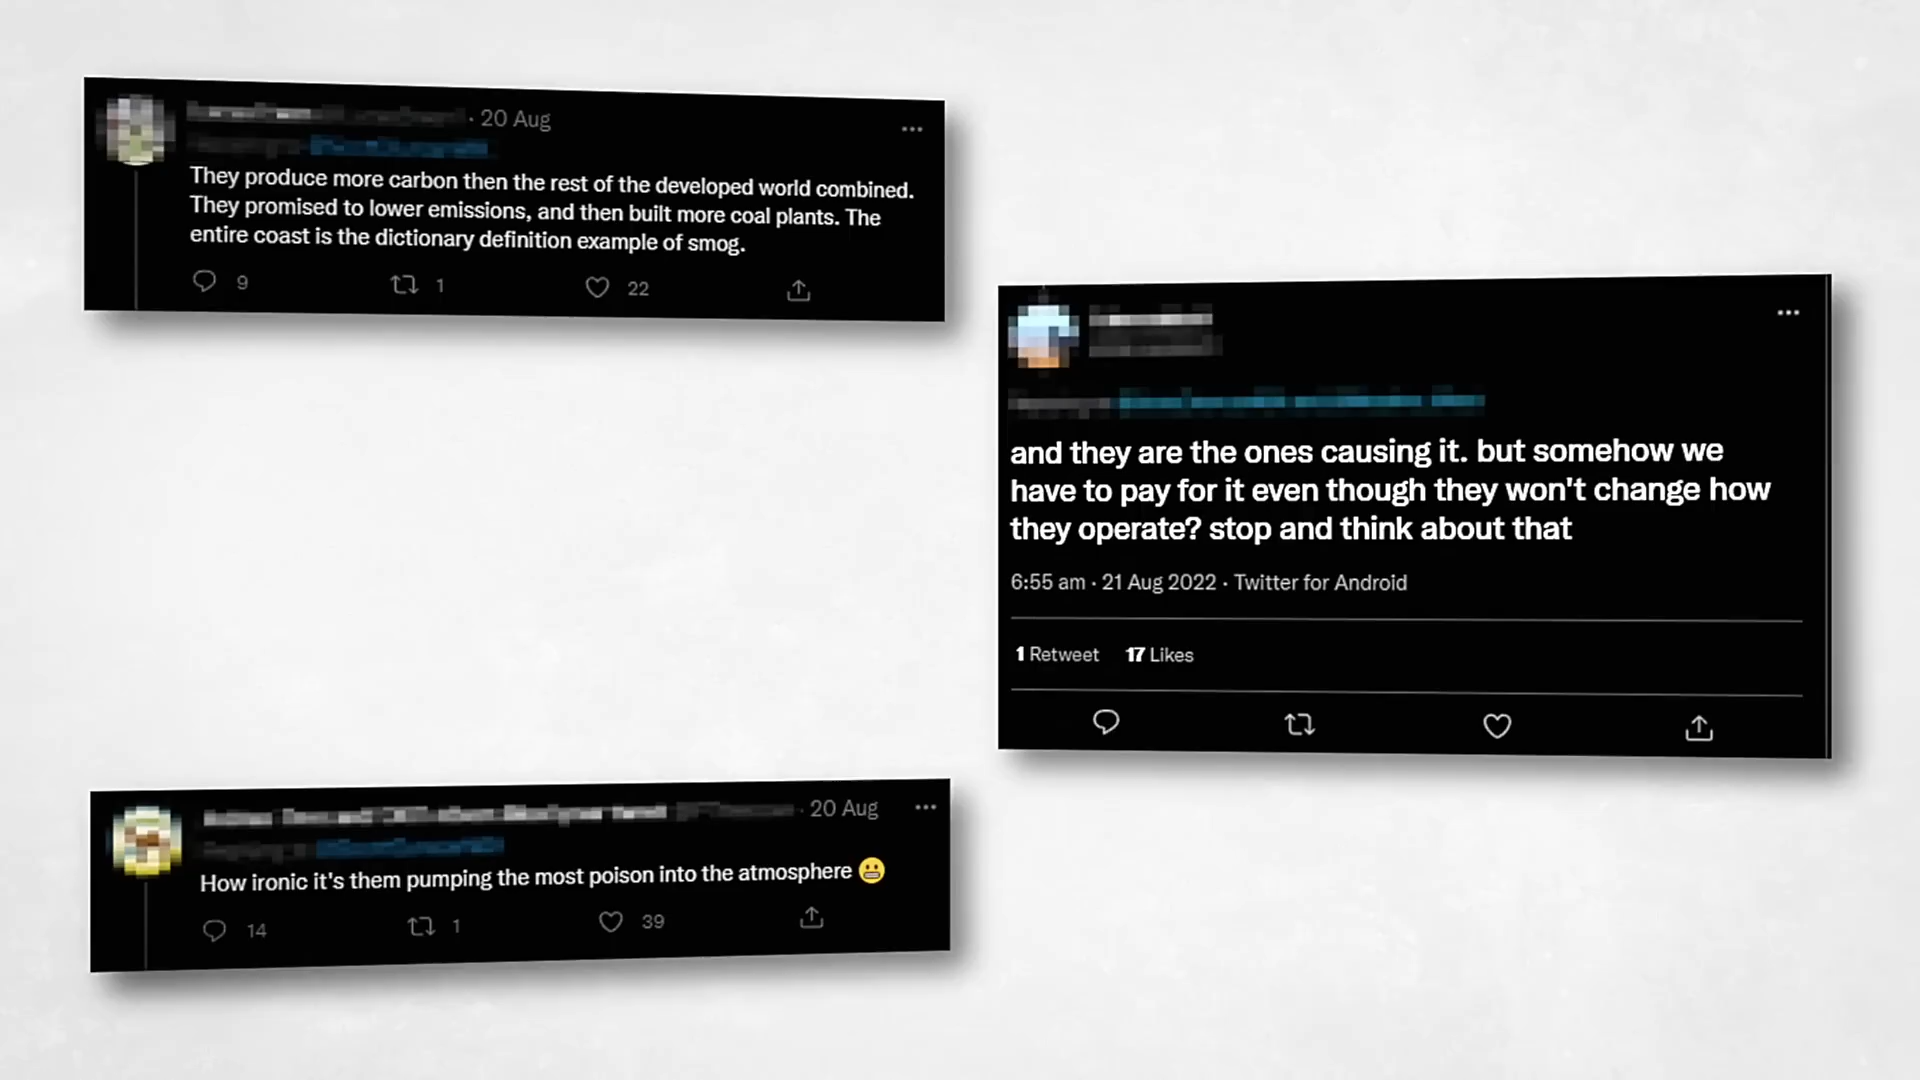 · 20 Aug
They produce more carbon then the rest of the developed world combined.
They promised to lower emissions, and then built more coal plants. The
entire coast is the dictionary definition example of smog.
9 1 22
and they are the ones causing it. but somehow we
have to pay for it even though they won't change how
they operate? stop and think about that
6:55 am · 21 Aug 2022 · Twitter for Android
1 Retweet 17 Likes
· 20 Aug
How ironic it's them pumping the most poison into the atmosphere 😬
14 1 39